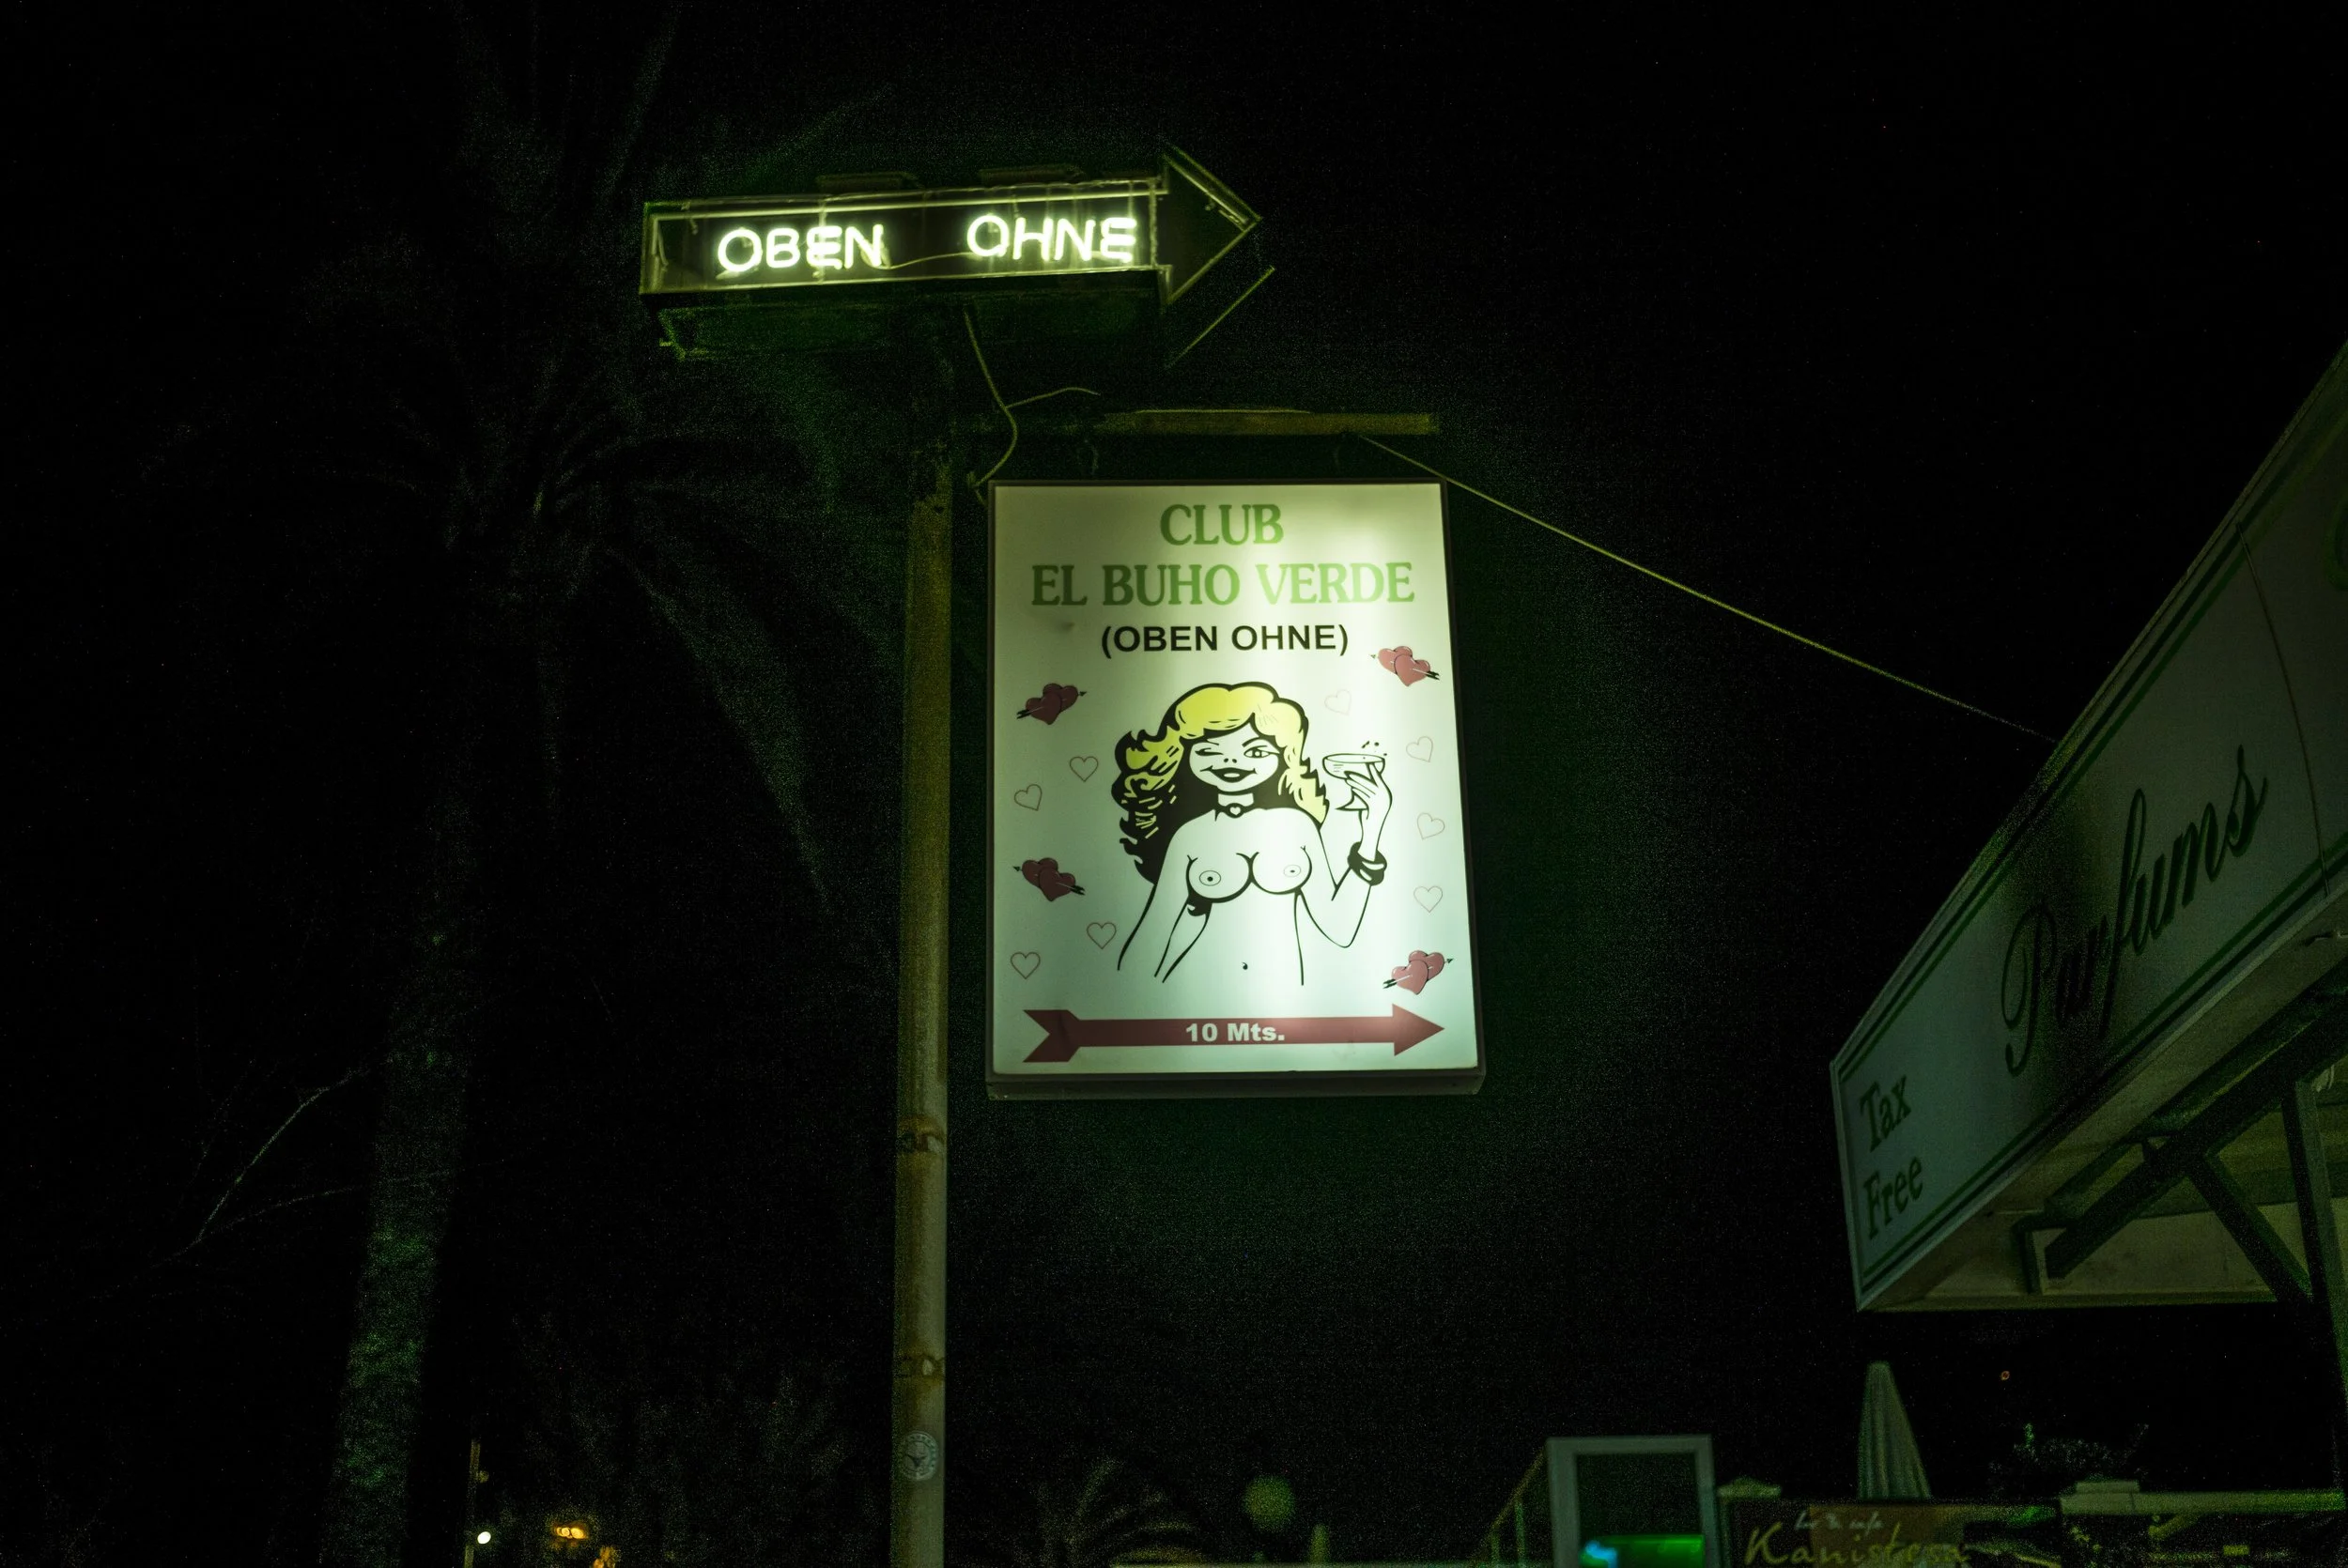 OBEN OHNE
CLUB
EL BUHO VERDE
(OBEN OHNE)
10 Mts.
Parfums
Tax
Free